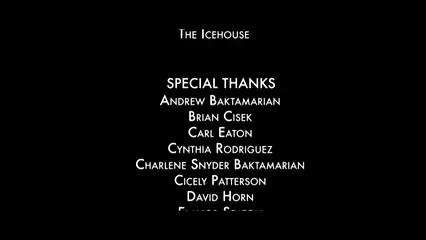 THE ICEHOUSE
SPECIAL THANKS
ANDREW BAKTAMARIAN
BRIAN CISEK
CARL EATON
CYNTHIA RODRIGUEZ
CHARLENE SNYDER BAKTAMARIAN
CICELY PATTERSON
DAVID HORN